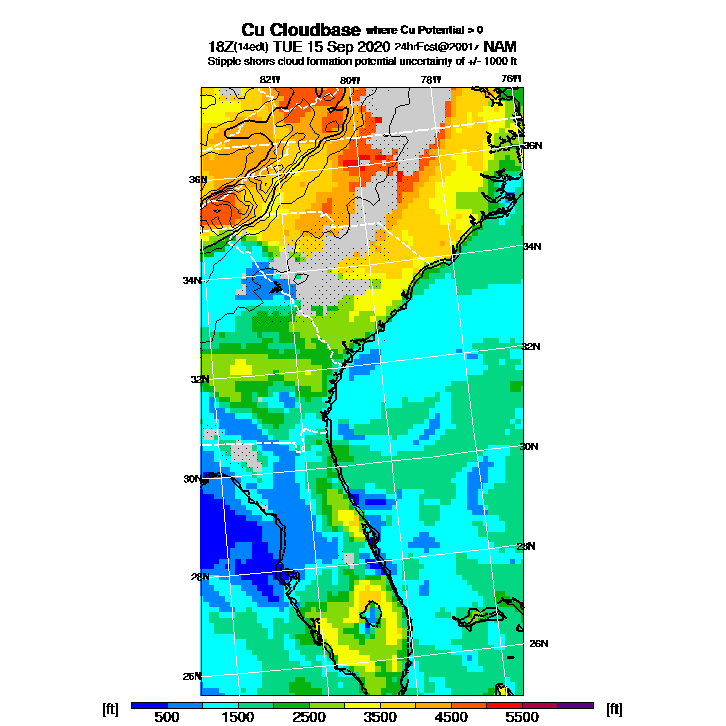 Cu Cloudbase where Cu Potential > 0
18Z(14edt) TUE 15 Sep 2020 24hrFcst@2001z NAM
Stipple shows cloud formation potential uncertainty of +/- 1000 ft
82W 80W 78W 76W
36N
36N
34N
34N
32N
32N
30N
30N
28N
28N
26N
26N
[ft] 500 1500 2500 3500 4500 5500 [ft]